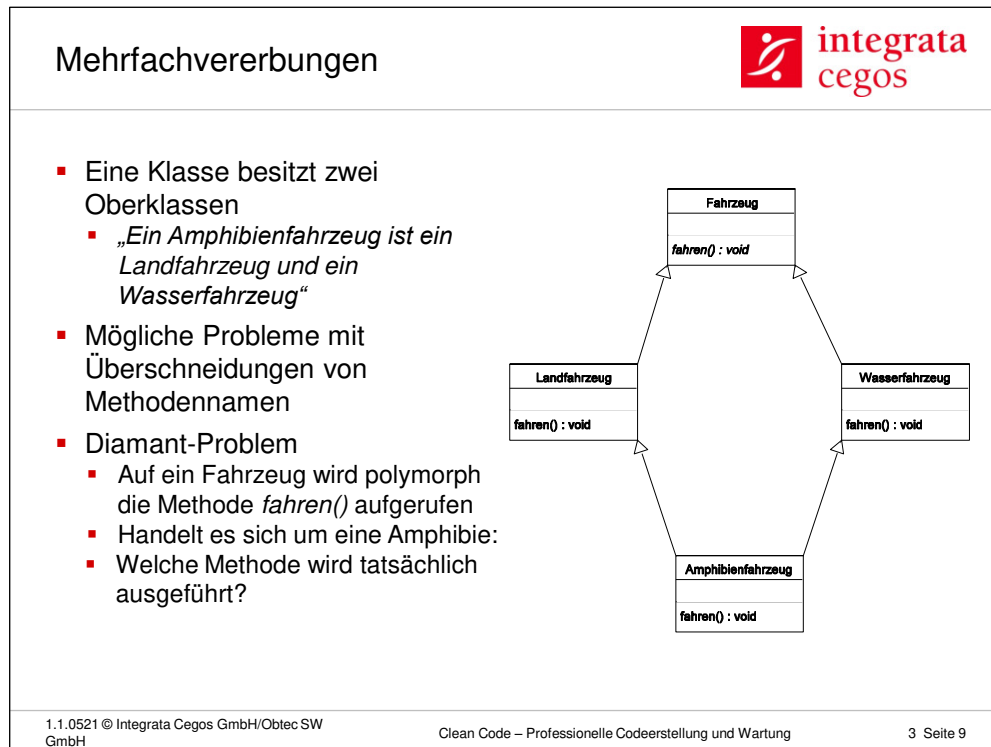 Mehrfachvererbungen
integrata
cegos
Eine Klasse besitzt zwei
Oberklassen
„Ein Amphibienfahrzeug ist ein
Landfahrzeug und ein
Wasserfahrzeug“
Mögliche Probleme mit
Überschneidungen von
Methodennamen
Diamant-Problem
Auf ein Fahrzeug wird polymorph
die Methode fahren() aufgerufen
Handelt es sich um eine Amphibie:
Welche Methode wird tatsächlich
ausgeführt?
Fahrzeug
fahren() : void
Landfahrzeug
fahren() : void
Wasserfahrzeug
fahren() : void
Amphibienfahrzeug
fahren() : void
1.1.0521 © Integrata Cegos GmbH/Obtec SW
GmbH
Clean Code – Professionelle Codeerstellung und Wartung
3 Seite 9